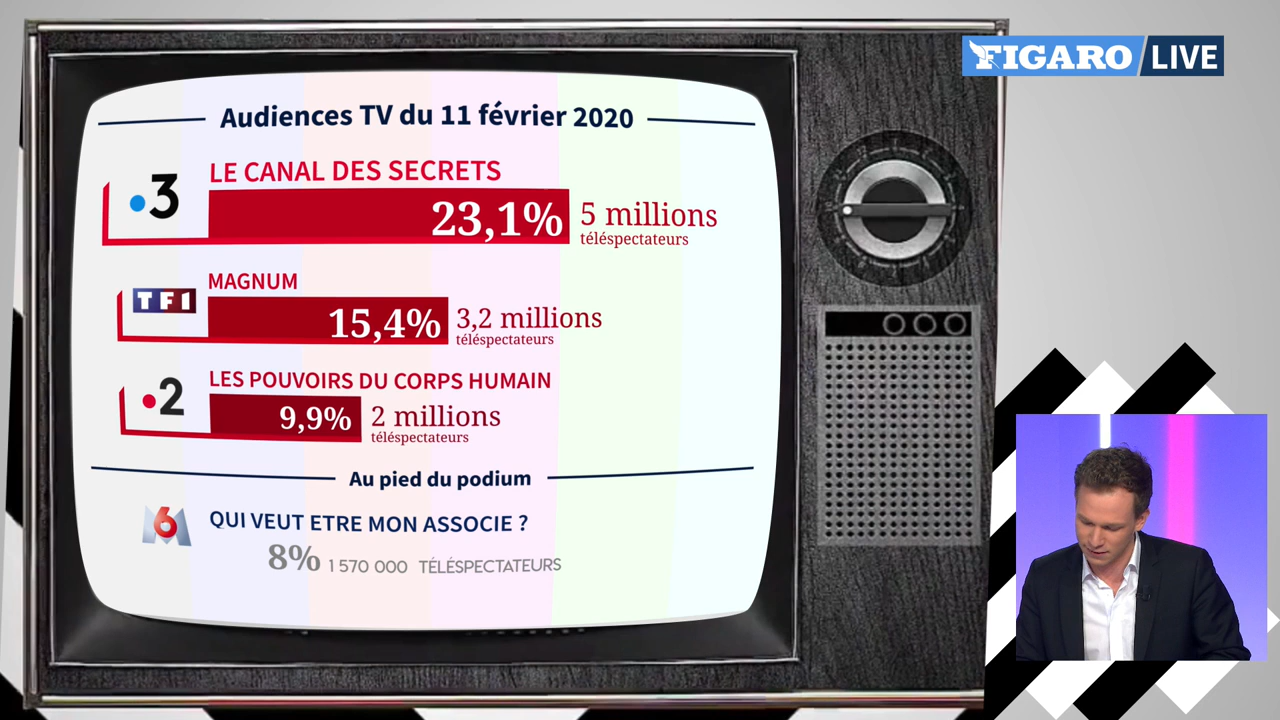 FIGARO LIVE
Audiences TV du 11 février 2020
LE CANAL DES SECRETS
3
23,1%
5 millions
téléspectateurs
MAGNUM
TF1
15,4%
3,2 millions
téléspectateurs
LES POUVOIRS DU CORPS HUMAIN
2
9,9%
2 millions
téléspectateurs
Au pied du podium
M6
QUI VEUT ETRE MON ASSOCIE ?
8% 1 570 000 TÉLÉSPECTATEURS